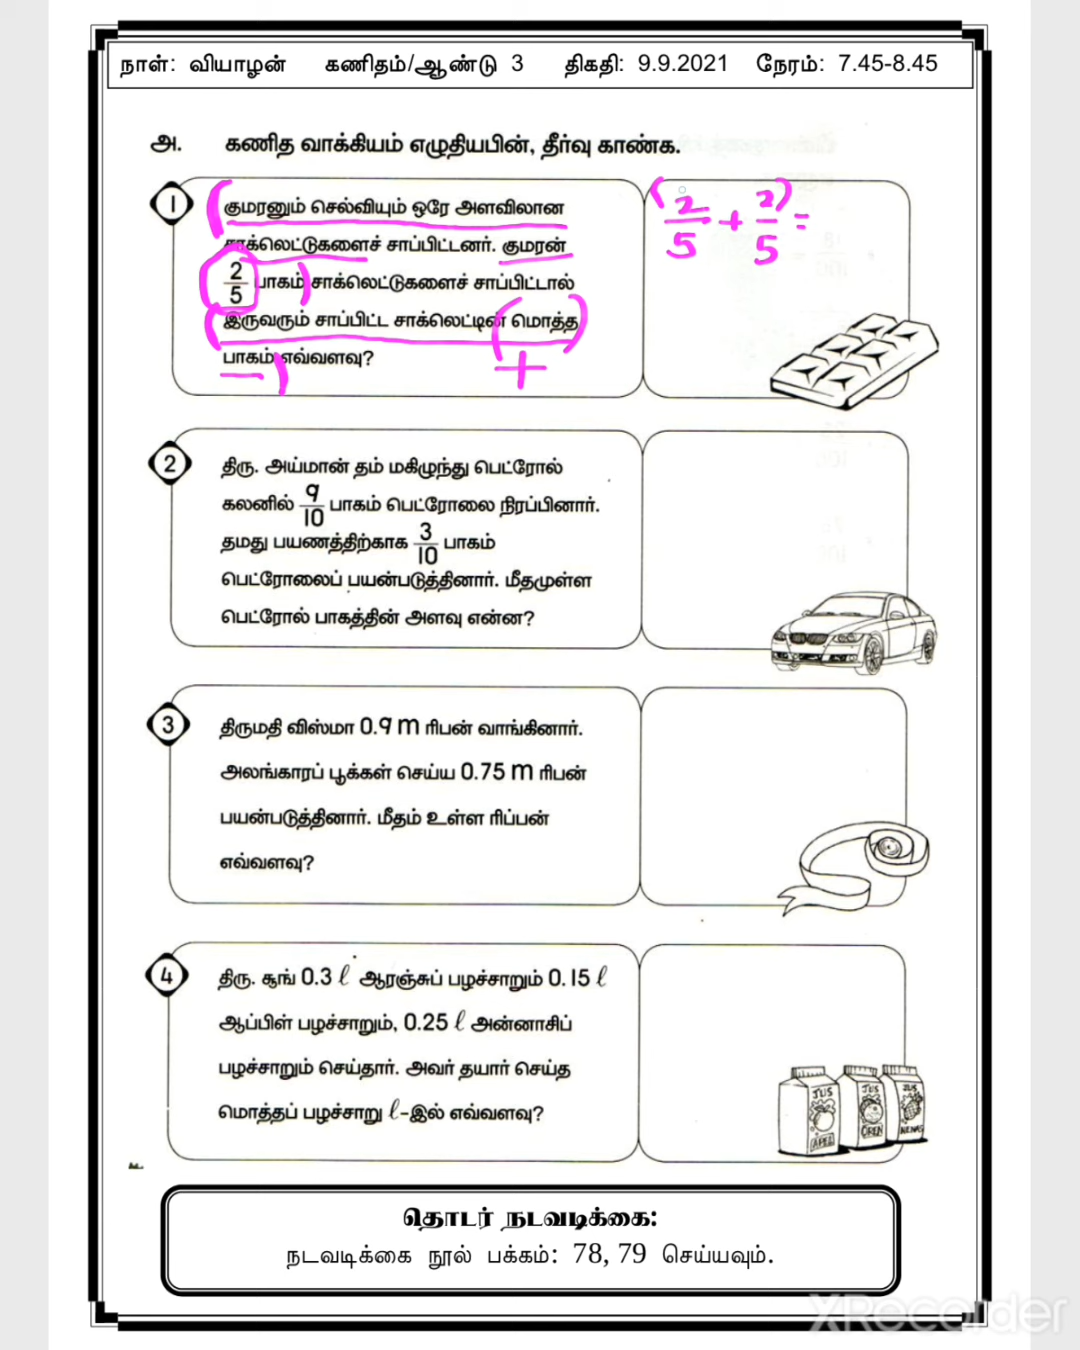 நாள்: வியாழன் கணிதம்/ஆண்டு 3 திகதி: 9.9.2021 நேரம்: 7.45-8.45
அ. கணித வாக்கியம் எழுதியபின், தீர்வு காண்க.
1
குமரனும் செல்வியும் ஒரே அளவிலான
சாக்லெட்டுகளைச் சாப்பிட்டனர். குமரன்
2/5 பாகம் சாக்லெட்டுகளைச் சாப்பிட்டால்
இருவரும் சாப்பிட்ட சாக்லெட்டின் மொத்த
பாகம் எவ்வளவு?
+
(2/5 + 2/5) =
2
திரு. அய்மான் தம் மகிழுந்து பெட்ரோல்
கலனில் 9/10 பாகம் பெட்ரோலை நிரப்பினார்.
தமது பயணத்திற்காக 3/10 பாகம்
பெட்ரோலைப் பயன்படுத்தினார். மீதமுள்ள
பெட்ரோல் பாகத்தின் அளவு என்ன?
3
திருமதி விஸ்மா 0.9 m ரிபன் வாங்கினார்.
அலங்காரப் பூக்கள் செய்ய 0.75 m ரிபன்
பயன்படுத்தினார். மீதம் உள்ள ரிப்பன்
எவ்வளவு?
4
திரு. சூங் 0.3 ℓ ஆரஞ்சுப் பழச்சாறும் 0.15 ℓ
ஆப்பிள் பழச்சாறும், 0.25 ℓ அன்னாசிப்
பழச்சாறும் செய்தார். அவர் தயார் செய்த
மொத்தப் பழச்சாறு ℓ-இல் எவ்வளவு?
JUS APEL
JUS OREN
JUS NENAS
தொடர் நடவடிக்கை:
நடவடிக்கை நூல் பக்கம்: 78, 79 செய்யவும்.
XRecorder